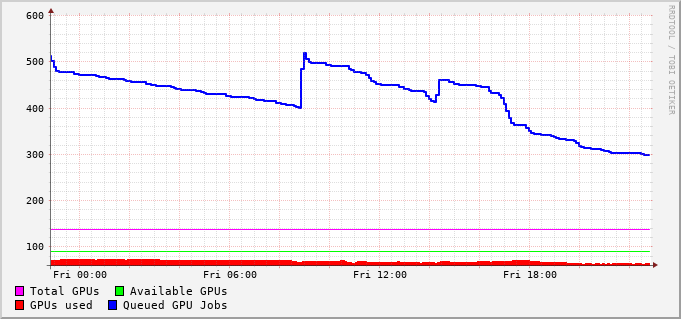 600
500
400
300
200
100
Fri 00:00 Fri 06:00 Fri 12:00 Fri 18:00
Total GPUs Available GPUs
GPUs used Queued GPU Jobs
RRDTOOL / TOBI OETIKER